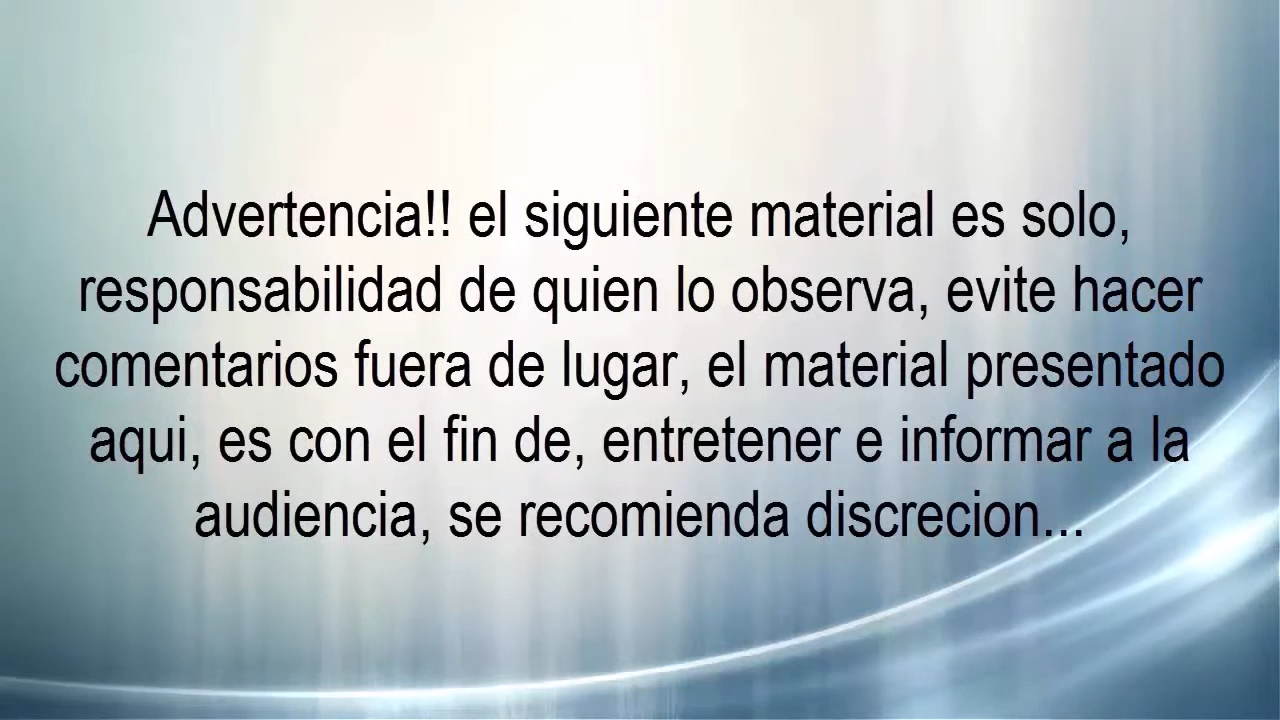 Advertencia!! el siguiente material es solo,
responsabilidad de quien lo observa, evite hacer
comentarios fuera de lugar, el material presentado
aqui, es con el fin de, entretener e informar a la
audiencia, se recomienda discrecion...